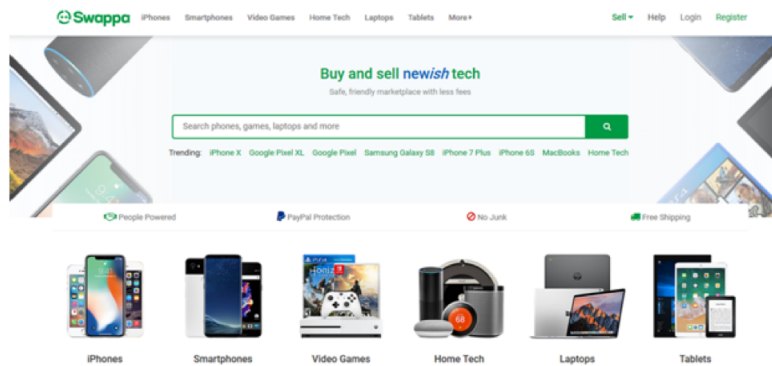 Swappa iPhones Smartphones Video Games Home Tech Laptops Tablets More+ Sell Help Login Register
Buy and sell newish tech
Safe, friendly marketplace with less fees
Search phones, games, laptops and more
Trending: iPhone X Google Pixel XL Google Pixel Samsung Galaxy S8 iPhone 7 Plus iPhone 6S MacBooks Home Tech
People Powered PayPal Protection No Junk Free Shipping
PS4
HORIZ
68
iPhones Smartphones Video Games Home Tech Laptops Tablets